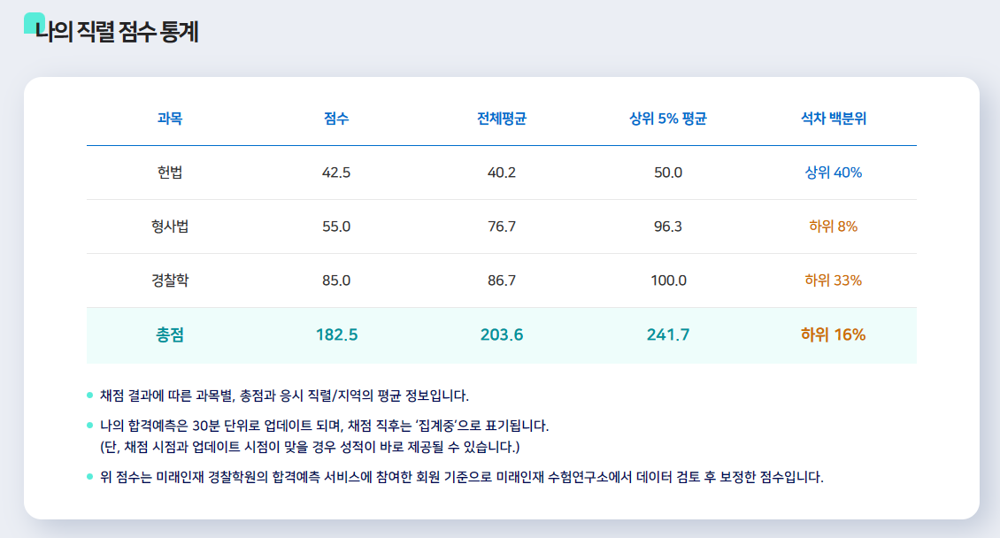 나의 직렬 점수 통계
과목 점수 전체평균 상위 5% 평균 석차 백분위
헌법 42.5 40.2 50.0 상위 40%
형사법 55.0 76.7 96.3 하위 8%
경찰학 85.0 86.7 100.0 하위 33%
총점 182.5 203.6 241.7 하위 16%
채점 결과에 따른 과목별, 총점과 응시 직렬/지역의 평균 정보입니다.
나의 합격예측은 30분 단위로 업데이트 되며, 채점 직후는 '집계중'으로 표기됩니다.
(단, 채점 시점과 업데이트 시점이 맞을 경우 성적이 바로 제공될 수 있습니다.)
위 점수는 미래인재 경찰학원의 합격예측 서비스에 참여한 회원 기준으로 미래인재 수험연구소에서 데이터 검토 후 보정한 점수입니다.